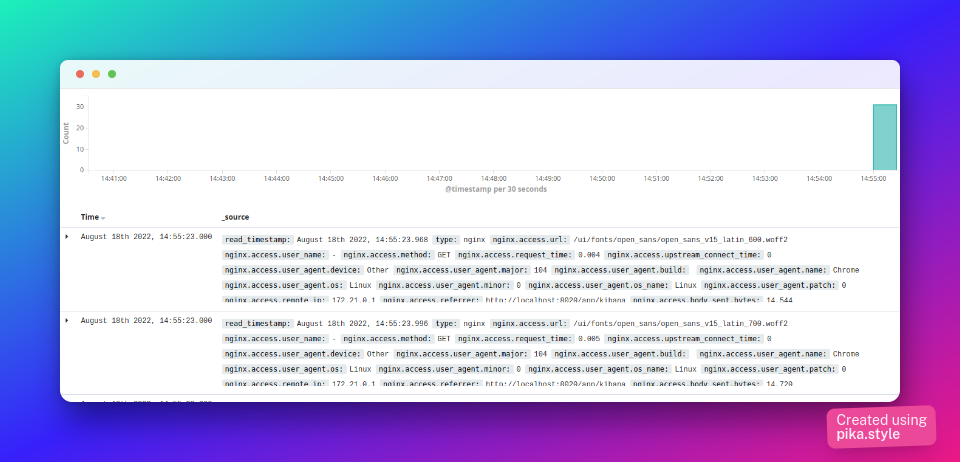 30
20
10
0
Count
14:41:00 14:42:00 14:43:00 14:44:00 14:45:00 14:46:00 14:47:00 14:48:00 14:49:00 14:50:00 14:51:00 14:52:00 14:53:00 14:54:00 14:55:00
@timestamp per 30 seconds
Time _source
August 18th 2022, 14:55:23.000 read_timestamp: August 18th 2022, 14:55:23.968 type: nginx nginx.access.url: /ui/fonts/open_sans/open_sans_v15_latin_600.woff2
nginx.access.user_name: - nginx.access.method: GET nginx.access.request_time: 0.004 nginx.access.upstream_connect_time: 0
nginx.access.user_agent.device: Other nginx.access.user_agent.major: 104 nginx.access.user_agent.build: nginx.access.user_agent.name: Chrome
nginx.access.user_agent.os: Linux nginx.access.user_agent.minor: 0 nginx.access.user_agent.os_name: Linux nginx.access.user_agent.patch: 0
nginx.access.remote_ip: 172.21.0.1 nginx.access.referrer: http://localhost:8020/app/kibana nginx.access.body_sent.bytes: 14,544
August 18th 2022, 14:55:23.000 read_timestamp: August 18th 2022, 14:55:23.996 type: nginx nginx.access.url: /ui/fonts/open_sans/open_sans_v15_latin_700.woff2
nginx.access.user_name: - nginx.access.method: GET nginx.access.request_time: 0.005 nginx.access.upstream_connect_time: 0
nginx.access.user_agent.device: Other nginx.access.user_agent.major: 104 nginx.access.user_agent.build: nginx.access.user_agent.name: Chrome
nginx.access.user_agent.os: Linux nginx.access.user_agent.minor: 0 nginx.access.user_agent.os_name: Linux nginx.access.user_agent.patch: 0
nginx.access.remote_ip: 172.21.0.1 nginx.access.referrer: http://localhost:8020/app/kibana nginx.access.body_sent.bytes: 14,720
Created using
pika.style